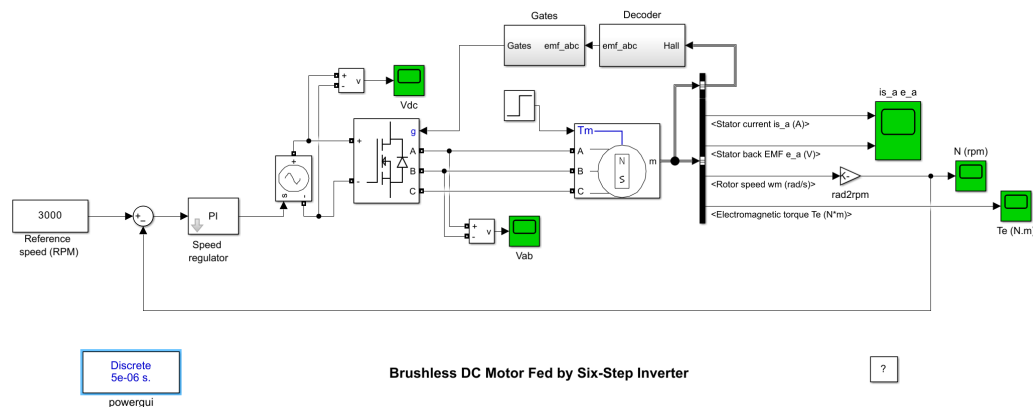 Gates
Decoder
Gates
emf_abc
emf_abc
Hall
+
-
v
Vdc
is_a e_a
<Stator current is_a (A)>
<Stator back EMF e_a (V)>
<Rotor speed wm (rad/s)>
<Electromagnetic torque Te (N*m)>
g
+
-
A
B
C
Tm
A
B
C
N
S
m
+
s
-
N (rpm)
rad2rpm
Te (N.m)
3000
Reference
speed (RPM)
+
-
PI
Speed
regulator
+
-
v
Vab
Discrete
5e-06 s.
powergui
Brushless DC Motor Fed by Six-Step Inverter
?